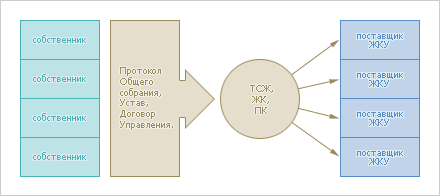 собственник
собственник
собственник
собственник
Протокол
Общего
собрания,
Устав,
Договор
Управления.
ТСЖ,
ЖК,
ПК
поставщик
ЖКУ
поставщик
ЖКУ
поставщик
ЖКУ
поставщик
ЖКУ